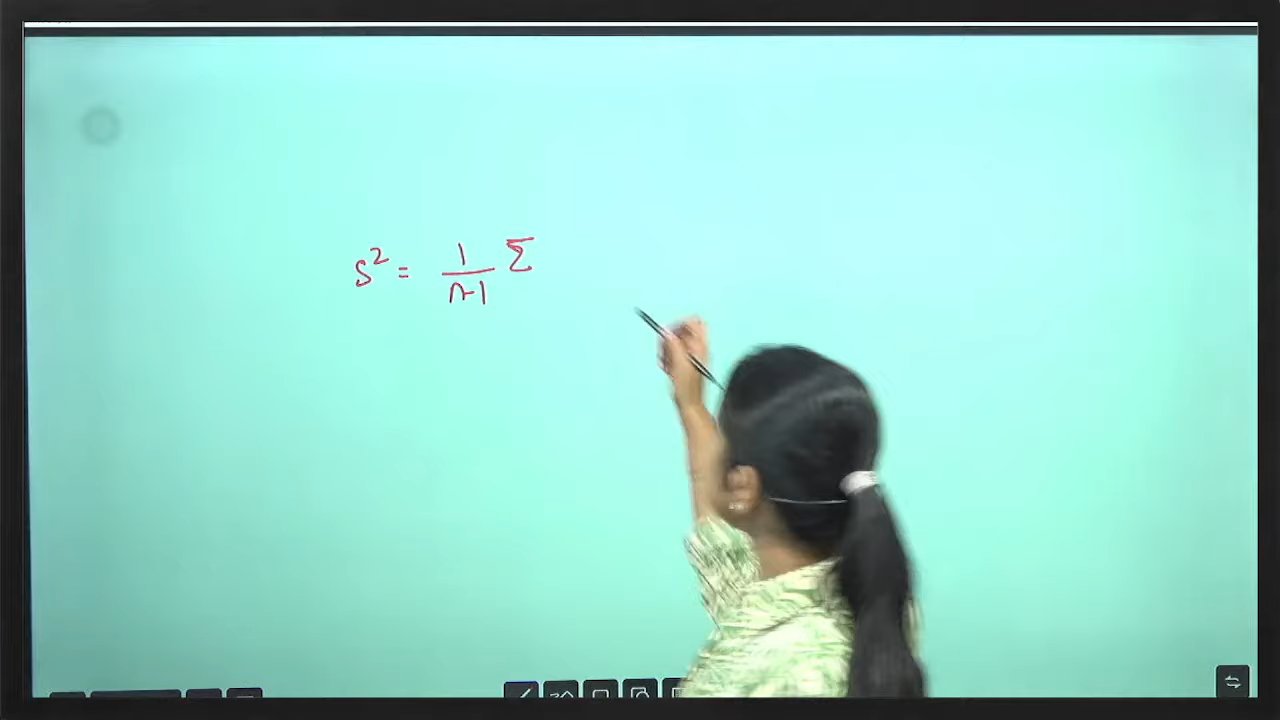 s² = 1/n-1 Σ